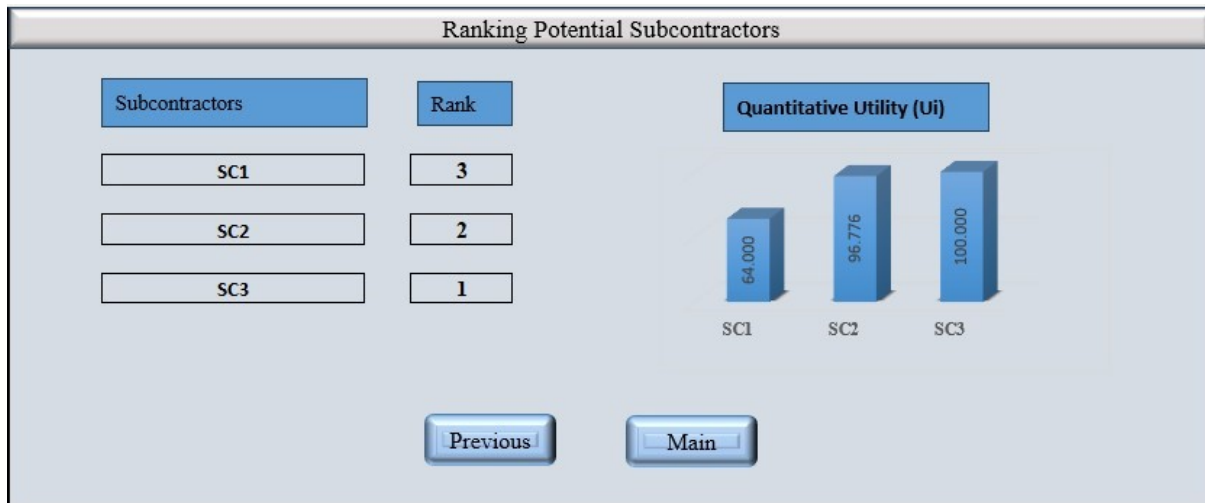 Ranking Potential Subcontractors
Subcontractors Rank Quantitative Utility (Ui)
SC1 3
SC2 2
SC3 1
64.000 96.776 100.000
SC1 SC2 SC3
Previous Main